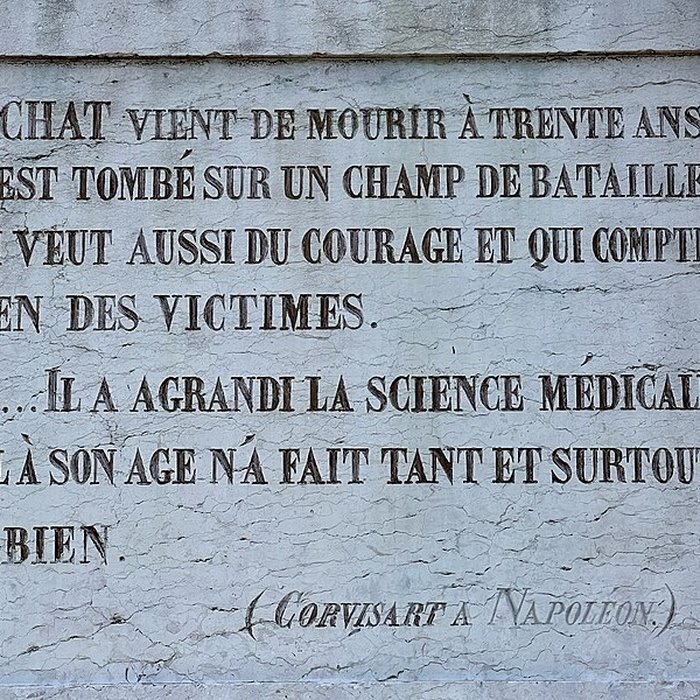 CHAT VIENT DE MOURIR À TRENTE ANS
EST TOMBÉ SUR UN CHAMP DE BATAILLE
VEUT AUSSI DU COURAGE ET QUI COMPTE
EN DES VICTIMES.
...IL A AGRANDI LA SCIENCE MÉDICAL
L À SON AGE N'A FAIT TANT ET SURTOUT
BIEN.
(CORVISART A NAPOLÉON.)